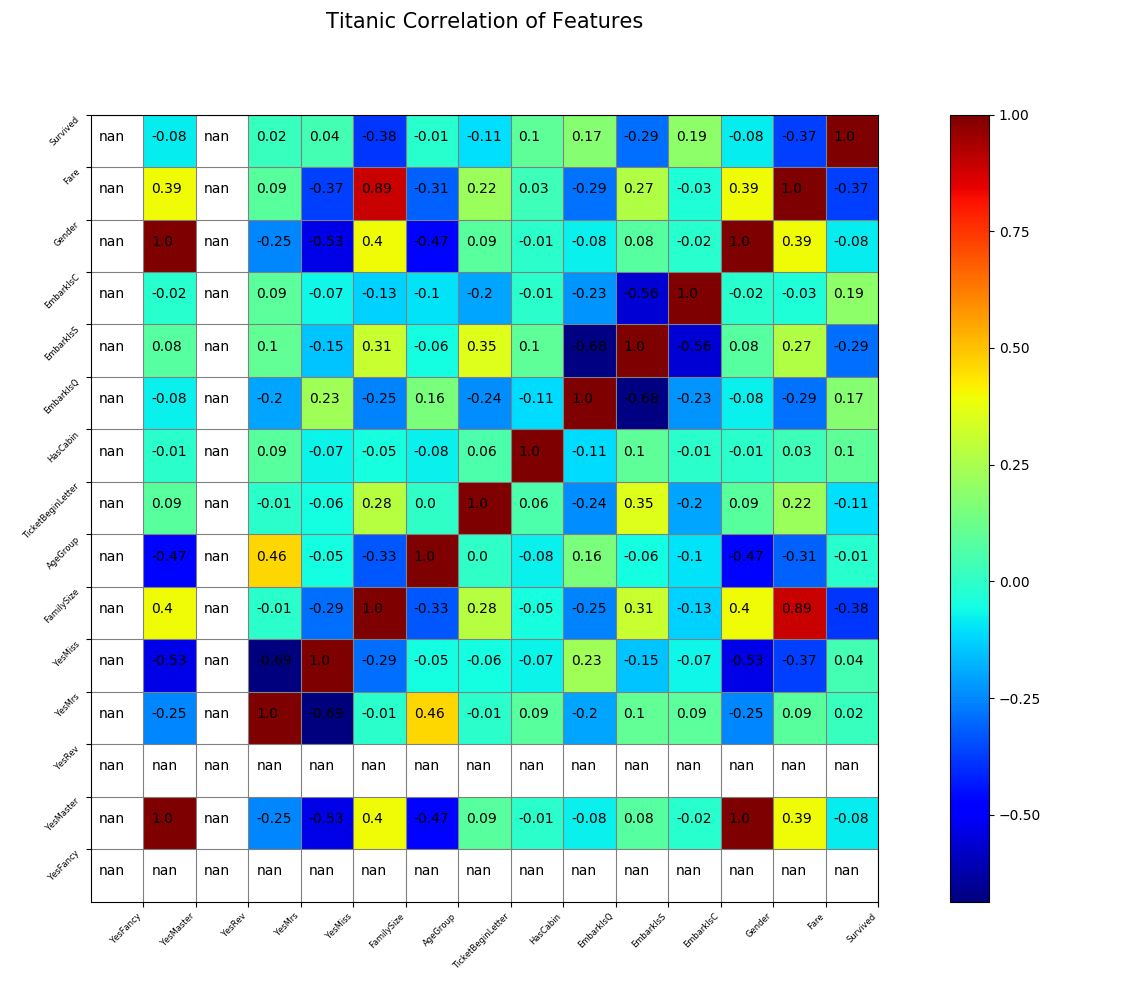 Titanic Correlation of Features
Survived nan -0.08 nan 0.02 0.04 -0.38 -0.01 -0.11 0.1 0.17 -0.29 0.19 -0.08 -0.37 1.0
Fare nan 0.39 nan 0.09 -0.37 0.89 -0.31 0.22 0.03 -0.29 0.27 -0.03 0.39 1.0 -0.37
Gender nan 1.0 nan -0.25 -0.53 0.4 -0.47 0.09 -0.01 -0.08 0.08 -0.02 1.0 0.39 -0.08
EmbarkIsC nan -0.02 nan 0.09 -0.07 -0.13 -0.1 -0.2 -0.01 -0.23 -0.56 1.0 -0.02 -0.03 0.19
EmbarkIsS nan 0.08 nan 0.1 -0.15 0.31 -0.06 0.35 0.1 -0.68 1.0 -0.56 0.08 0.27 -0.29
EmbarkIsQ nan -0.08 nan -0.2 0.23 -0.25 0.16 -0.24 -0.11 1.0 -0.68 -0.23 -0.08 -0.29 0.17
HasCabin nan -0.01 nan 0.09 -0.07 -0.05 -0.08 0.06 1.0 -0.11 0.1 -0.01 -0.01 0.03 0.1
TicketBeginLetter nan 0.09 nan -0.01 -0.06 0.28 0.0 1.0 0.06 -0.24 0.35 -0.2 0.09 0.22 -0.11
AgeGroup nan -0.47 nan 0.46 -0.05 -0.33 1.0 0.0 -0.08 0.16 -0.06 -0.1 -0.47 -0.31 -0.01
FamilySize nan 0.4 nan -0.01 -0.29 1.0 -0.33 0.28 -0.05 -0.25 0.31 -0.13 0.4 0.89 -0.38
YesMiss nan -0.53 nan -0.69 1.0 -0.29 -0.05 -0.06 -0.07 0.23 -0.15 -0.07 -0.53 -0.37 0.04
YesMrs nan -0.25 nan 1.0 -0.69 -0.01 0.46 -0.01 0.09 -0.2 0.1 0.09 -0.25 0.09 0.02
YesRev nan nan nan nan nan nan nan nan nan nan nan nan nan nan nan
YesMaster nan 1.0 nan -0.25 -0.53 0.4 -0.47 0.09 -0.01 -0.08 0.08 -0.02 1.0 0.39 -0.08
YesFancy nan nan nan nan nan nan nan nan nan nan nan nan nan nan nan
YesFancy YesMaster YesRev YesMrs YesMiss FamilySize AgeGroup TicketBeginLetter HasCabin EmbarkIsQ EmbarkIsS EmbarkIsC Gender Fare Survived
1.00
0.75
0.50
0.25
0.00
−0.25
−0.50